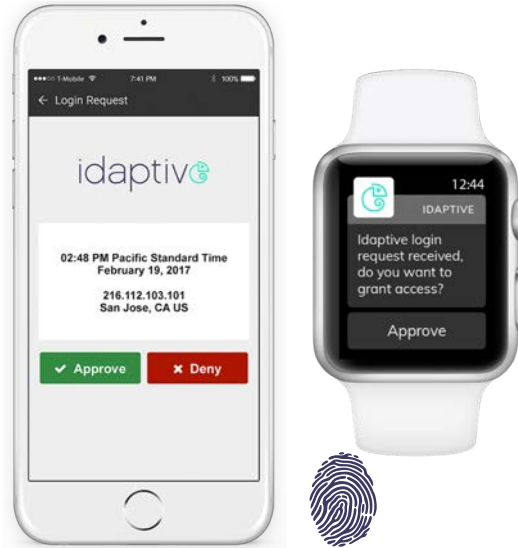 T-Mobile 7:41 PM 100%
← Login Request
idaptive
02:48 PM Pacific Standard Time
February 19, 2017
216.112.103.101
San Jose, CA US
✔ Approve ✖ Deny
12:44
IDAPTIVE
Idaptive login
request received,
do you want to
grant access?
Approve